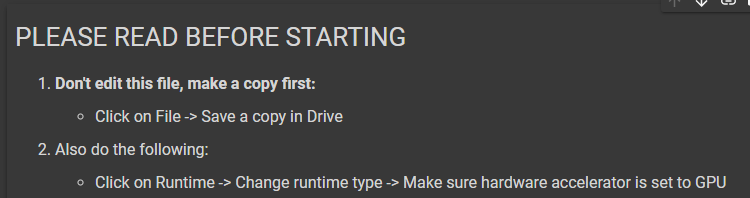 PLEASE READ BEFORE STARTING
1. Don't edit this file, make a copy first:
◦ Click on File -> Save a copy in Drive
2. Also do the following:
◦ Click on Runtime -> Change runtime type -> Make sure hardware accelerator is set to GPU